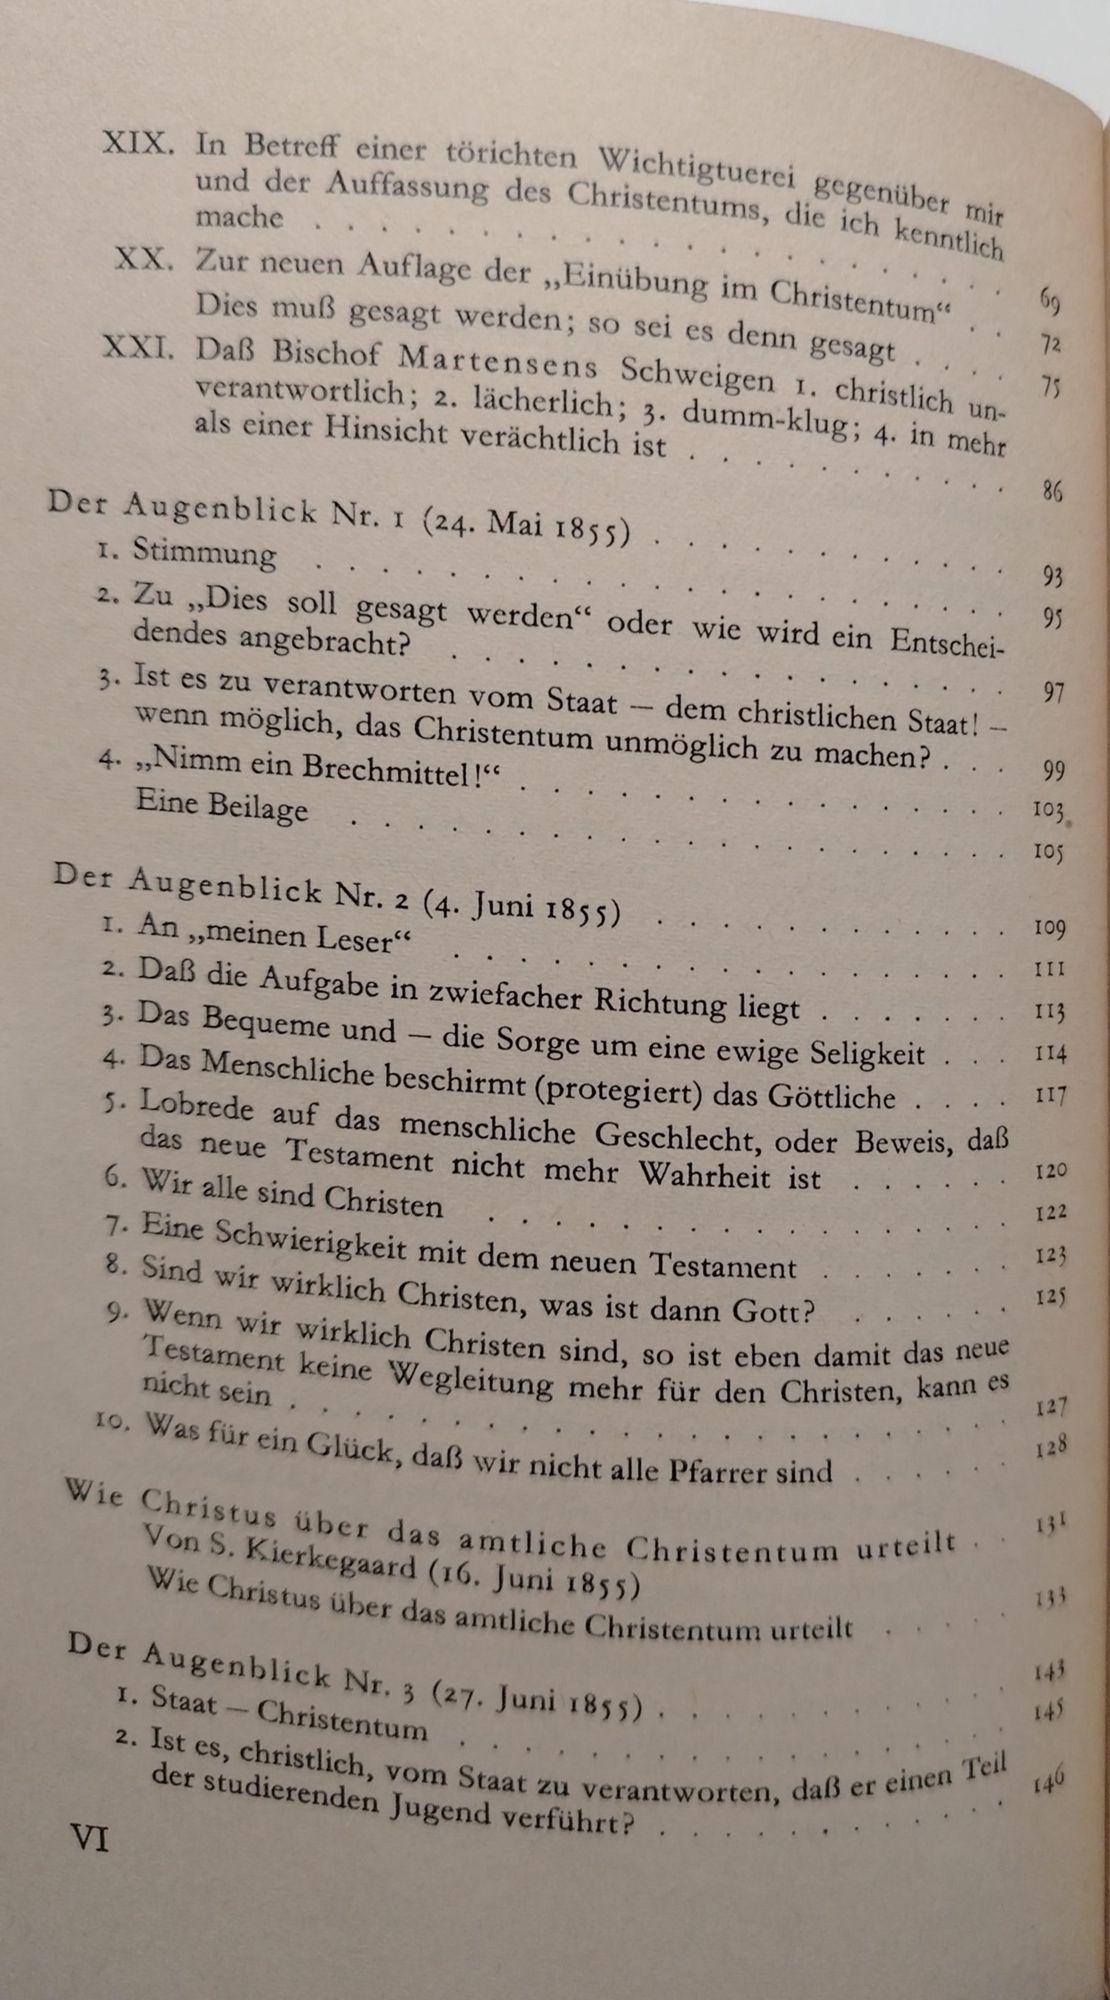 XIX. In Betreff einer törichten Wichtigtuerei gegenüber mir
und der Auffassung des Christentums, die ich kenntlich
mache . . . . . . . . . . . . . . . . . . . . 69
XX. Zur neuen Auflage der „Einübung im Christentum“ . . 72
Dies muß gesagt werden; so sei es denn gesagt . . . . 75
XXI. Daß Bischof Martensens Schweigen 1. christlich un-
verantwortlich; 2. lächerlich; 3. dumm-klug; 4. in mehr
als einer Hinsicht verächtlich ist . . . . . . . . . . 86
Der Augenblick Nr. 1 (24. Mai 1855) . . . . . . . . . . . 93
1. Stimmung . . . . . . . . . . . . . . . . . . . . . 95
2. Zu „Dies soll gesagt werden“ oder wie wird ein Entschei-
dendes angebracht? . . . . . . . . . . . . . . . . . 97
3. Ist es zu verantworten vom Staat – dem christlichen Staat! –
wenn möglich, das Christentum unmöglich zu machen? . . . 99
4. „Nimm ein Brechmittel!“ . . . . . . . . . . . . . . . 103
Eine Beilage . . . . . . . . . . . . . . . . . . . . 105
Der Augenblick Nr. 2 (4. Juni 1855) . . . . . . . . . . . 109
1. An „meinen Leser“ . . . . . . . . . . . . . . . . . 111
2. Daß die Aufgabe in zwiefacher Richtung liegt . . . . . . 113
3. Das Bequeme und – die Sorge um eine ewige Seligkeit . . . 114
4. Das Menschliche beschirmt (protegiert) das Göttliche . . . . 117
5. Lobrede auf das menschliche Geschlecht, oder Beweis, daß
das neue Testament nicht mehr Wahrheit ist . . . . . . 120
6. Wir alle sind Christen . . . . . . . . . . . . . . . . 122
7. Eine Schwierigkeit mit dem neuen Testament . . . . . . 123
8. Sind wir wirklich Christen, was ist dann Gott? . . . . . 125
9. Wenn wir wirklich Christen sind, so ist eben damit das neue
Testament keine Wegleitung mehr für den Christen, kann es
nicht sein . . . . . . . . . . . . . . . . . . . . . . 127
10. Was für ein Glück, daß wir nicht alle Pfarrer sind . . . . . 128
Wie Christus über das amtliche Christentum urteilt . . 131
Von S. Kierkegaard (16. Juni 1855)
Wie Christus über das amtliche Christentum urteilt . . . . 133
Der Augenblick Nr. 3 (27. Juni 1855) . . . . . . . . . . . 143
1. Staat – Christentum . . . . . . . . . . . . . . . . . 145
2. Ist es, christlich, vom Staat zu verantworten, daß er einen Teil
der studierenden Jugend verführt? . . . . . . . . . . . 146
VI